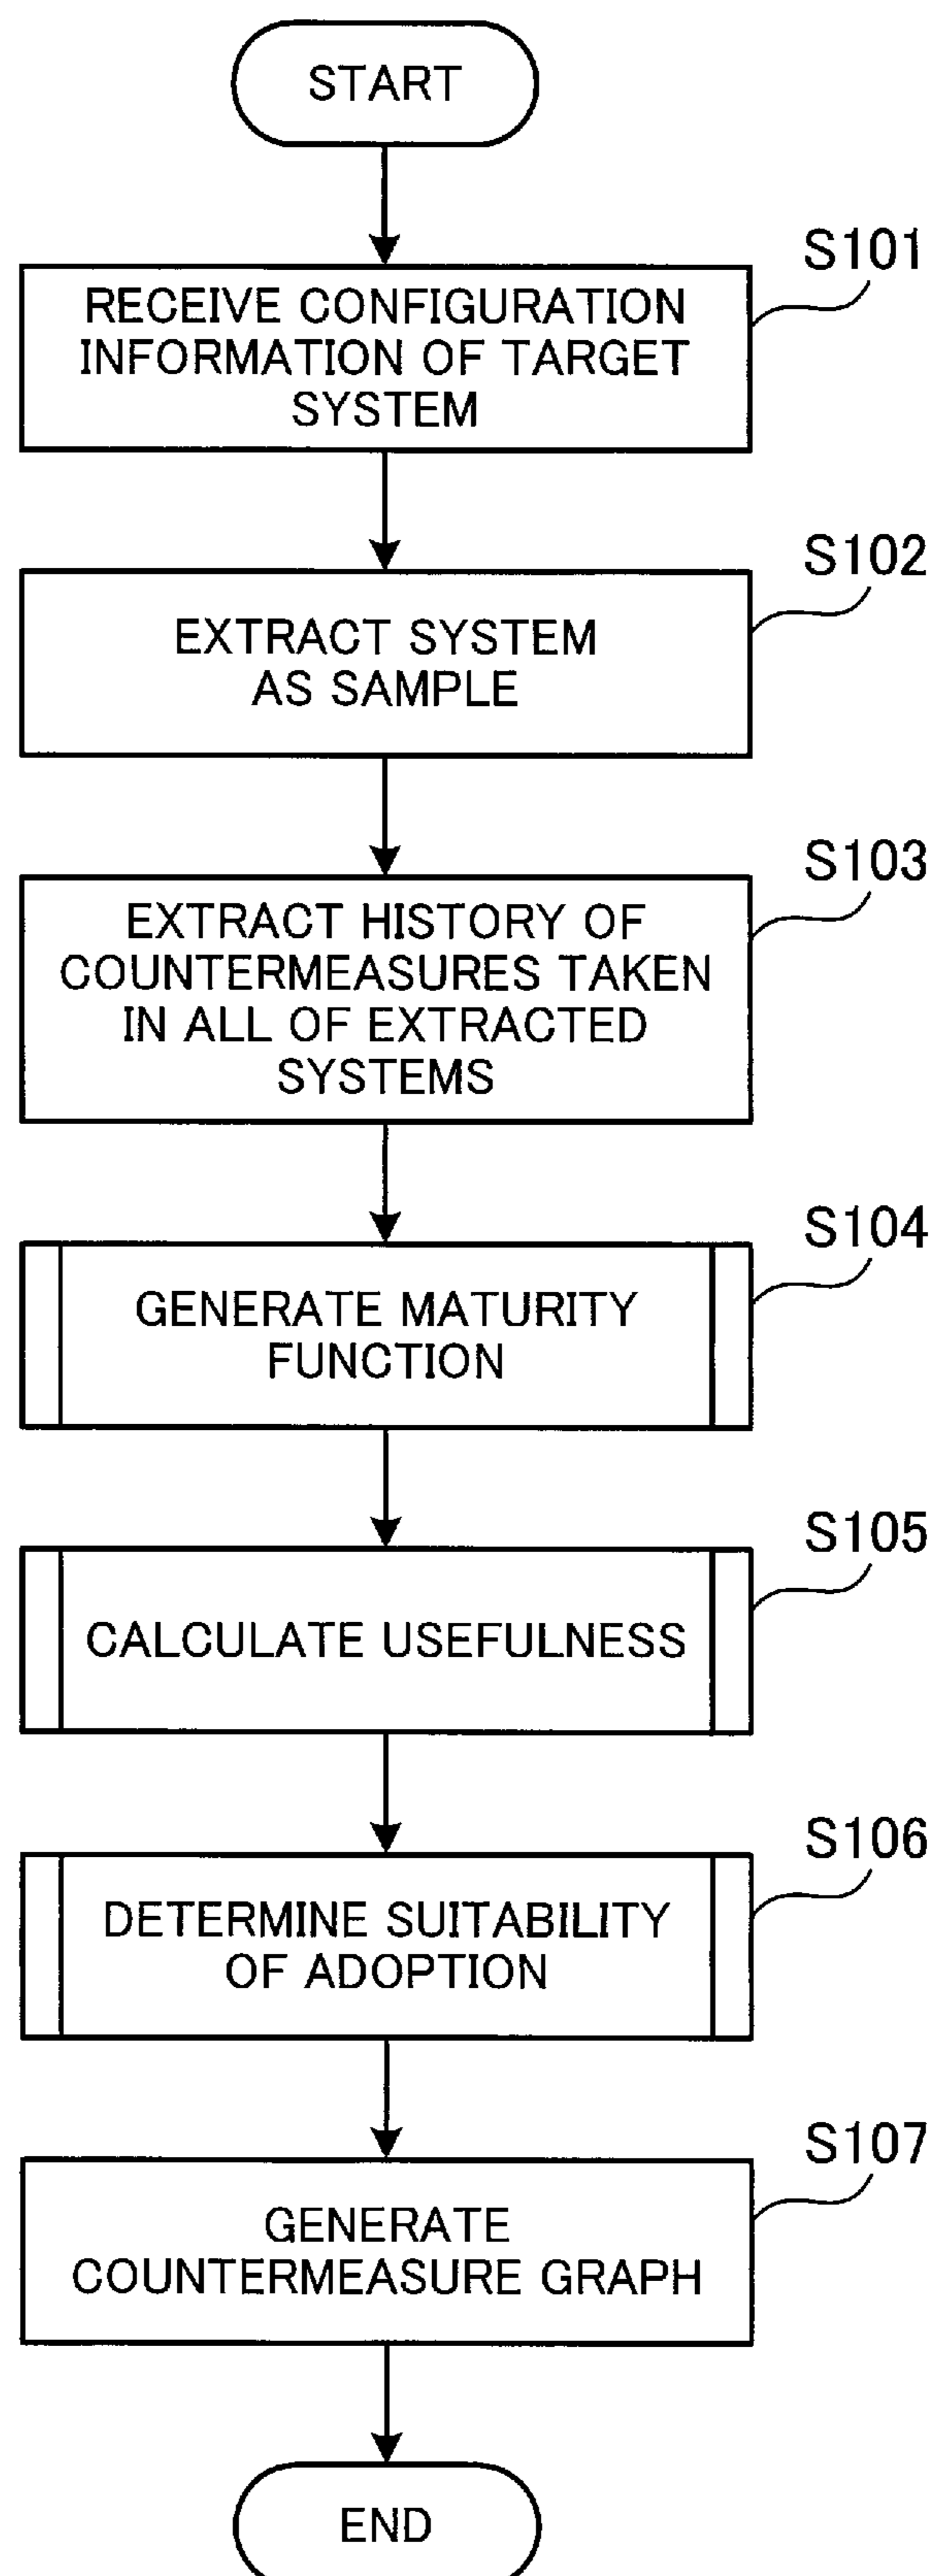 START
S101
RECEIVE CONFIGURATION
INFORMATION OF TARGET
SYSTEM
S102
EXTRACT SYSTEM
AS SAMPLE
S103
EXTRACT HISTORY OF
COUNTERMEASURES TAKEN
IN ALL OF EXTRACTED
SYSTEMS
S104
GENERATE MATURITY
FUNCTION
S105
CALCULATE USEFULNESS
S106
DETERMINE SUITABILITY
OF ADOPTION
S107
GENERATE
COUNTERMEASURE GRAPH
END